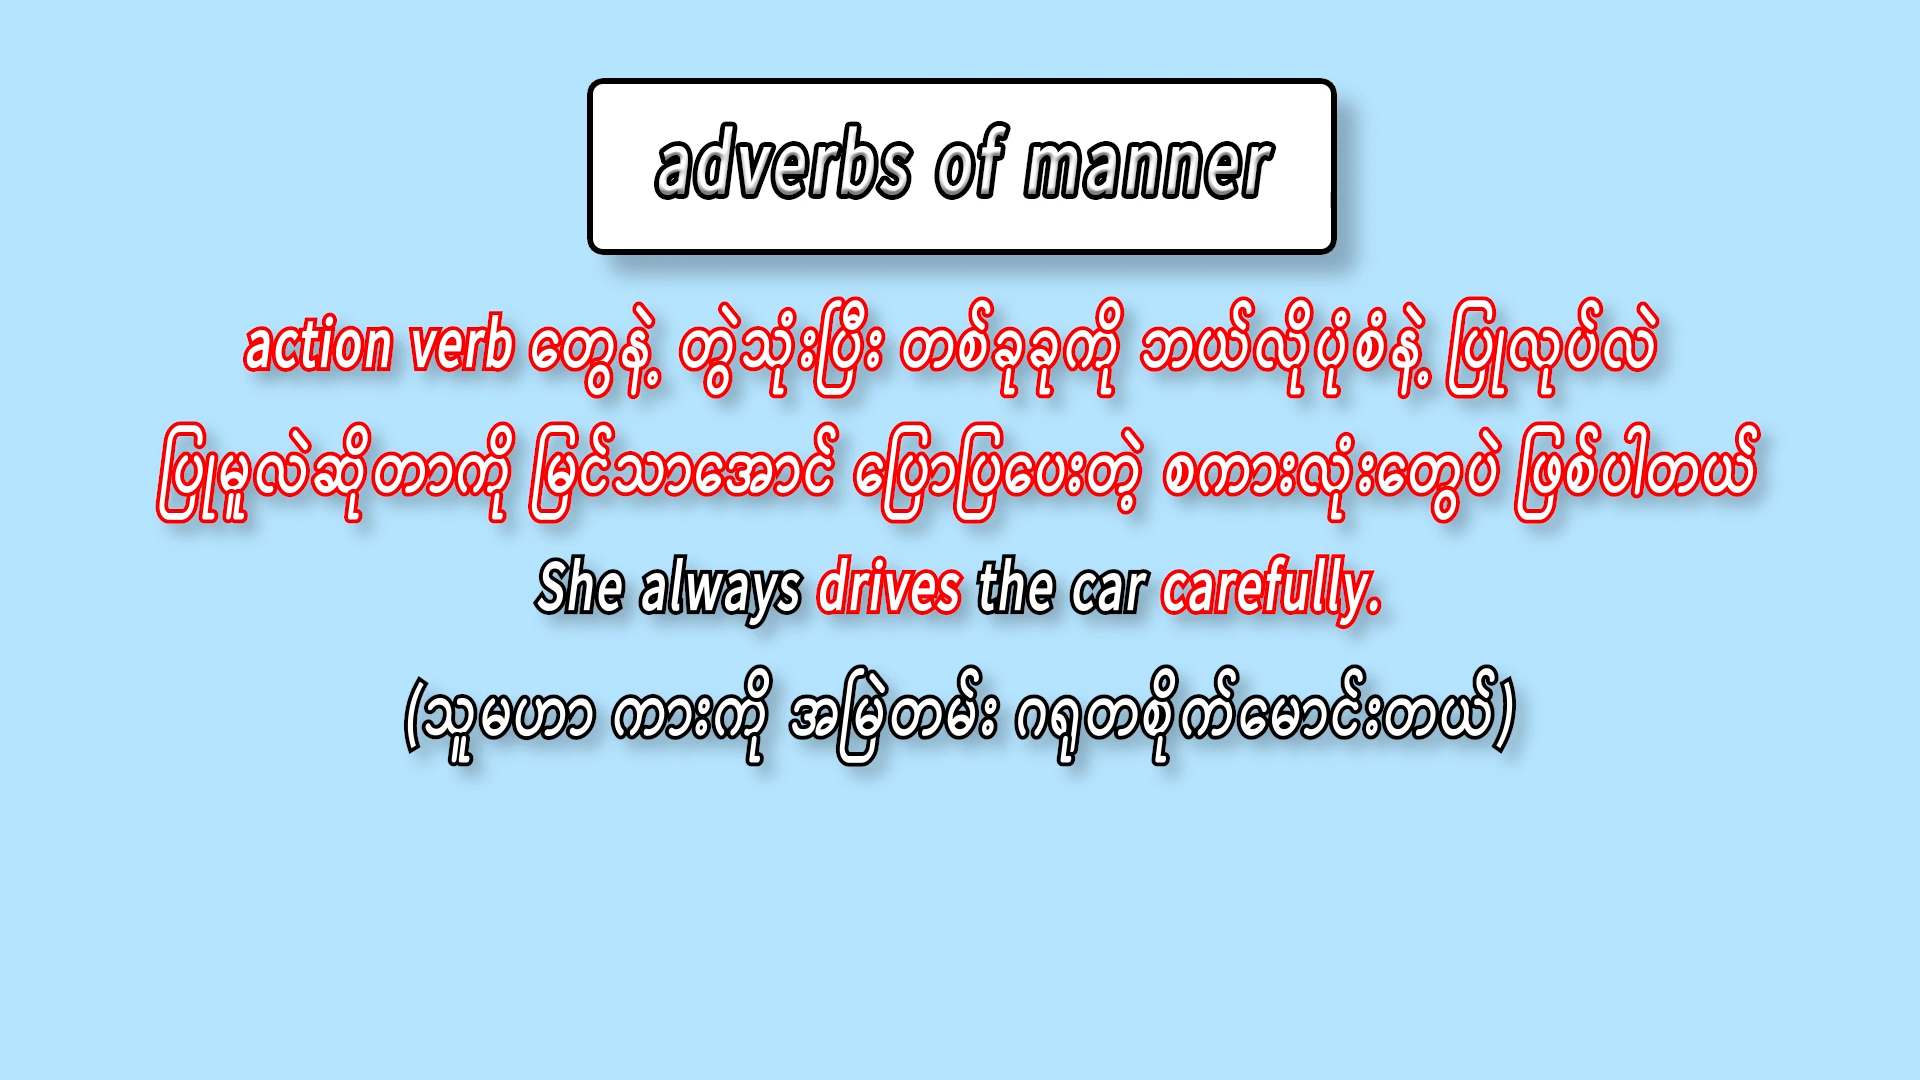 adverbs of manner
action verb တွေနဲ့ တွဲသုံးပြီး တစ်ခုခုကို ဘယ်လိုပုံစံနဲ့ ပြုလုပ်လဲ
ပြုမူလဲဆိုတာကို မြင်သာအောင် ပြောပြပေးတဲ့ စကားလုံးတွေပဲ ဖြစ်ပါတယ်
She always drives the car carefully.
(သူမဟာ ကားကို အမြဲတမ်း ဂရုတစိုက်မောင်းတယ်)